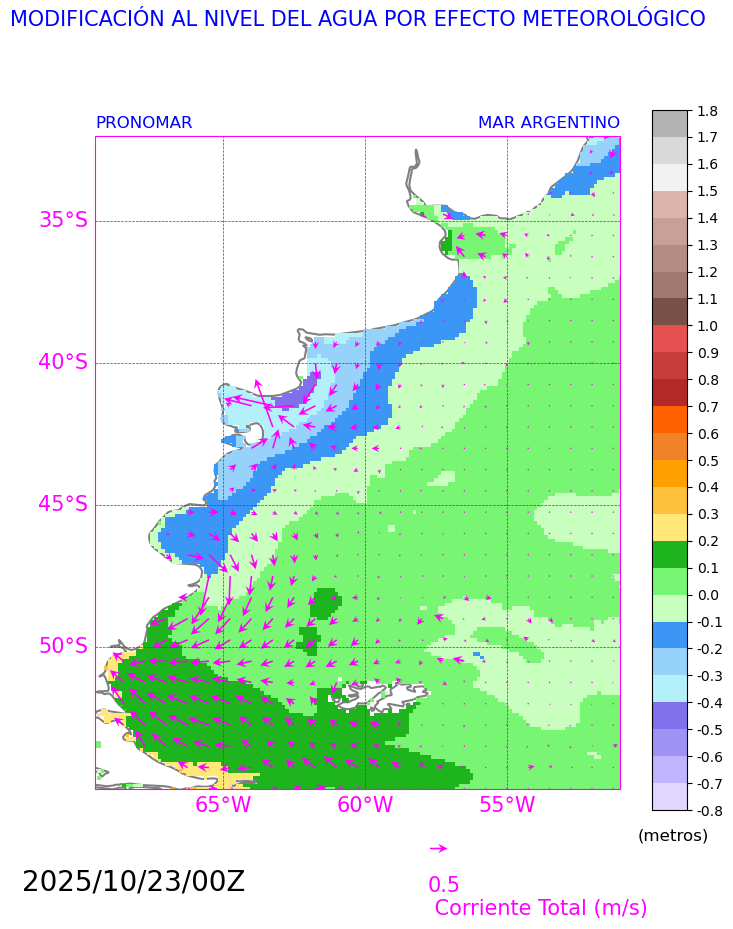 MODIFICACIÓN AL NIVEL DEL AGUA POR EFECTO METEOROLÓGICO
PRONOMAR
MAR ARGENTINO
35°S
40°S
45°S
50°S
65°W
60°W
55°W
1.8
1.7
1.6
1.5
1.4
1.3
1.2
1.1
1.0
0.9
0.8
0.7
0.6
0.5
0.4
0.3
0.2
0.1
0.0
-0.1
-0.2
-0.3
-0.4
-0.5
-0.6
-0.7
-0.8
(metros)
0.5
Corriente Total (m/s)
2025/10/23/00Z